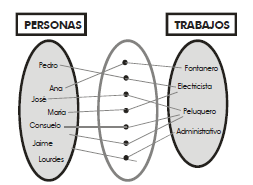 PERSONAS
TRABAJOS
Pedro
Ana
José
María
Consuelo
Jaime
Lourdes
Fontanero
Electricista
Peluquero
Administrativo